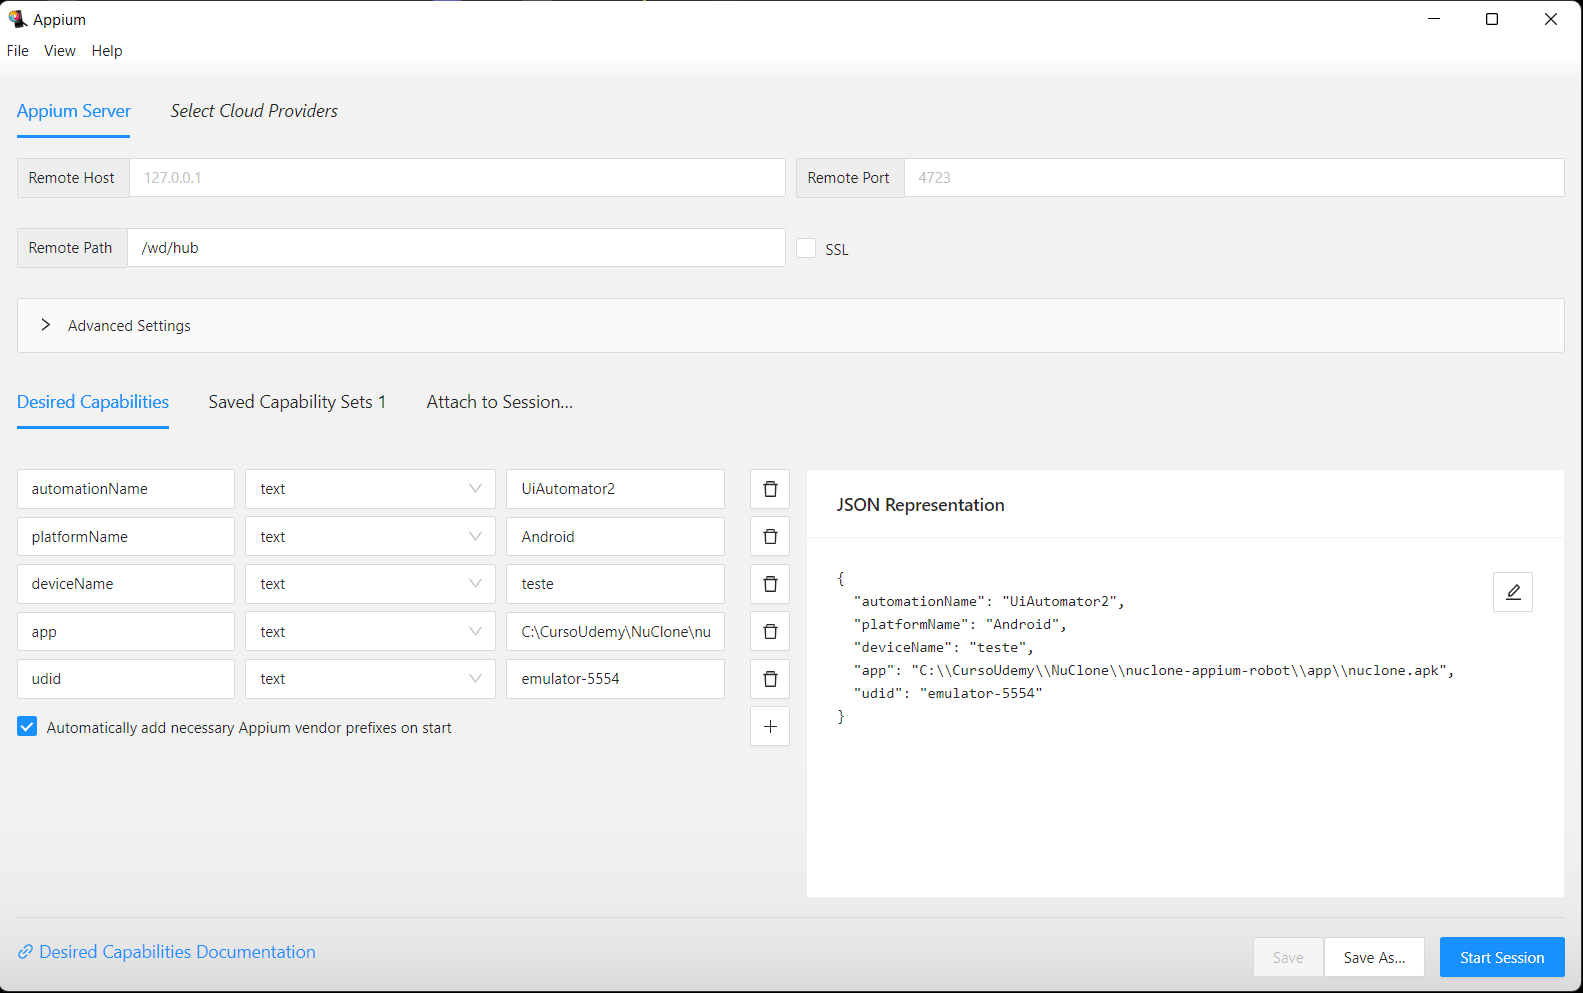 Appium
File View Help
Appium Server Select Cloud Providers
Remote Host 127.0.0.1 Remote Port 4723
Remote Path /wd/hub SSL
Advanced Settings
Desired Capabilities Saved Capability Sets 1 Attach to Session...
automationName text UiAutomator2
platformName text Android
deviceName text teste
app text C:\CursoUdemy\NuClone\nu
udid text emulator-5554
Automatically add necessary Appium vendor prefixes on start
JSON Representation
{
"automationName": "UiAutomator2",
"platformName": "Android",
"deviceName": "teste",
"app": "C:\\CursoUdemy\\NuClone\\nuclone-appium-robot\\app\\nuclone.apk",
"udid": "emulator-5554"
}
Desired Capabilities Documentation
Save Save As... Start Session